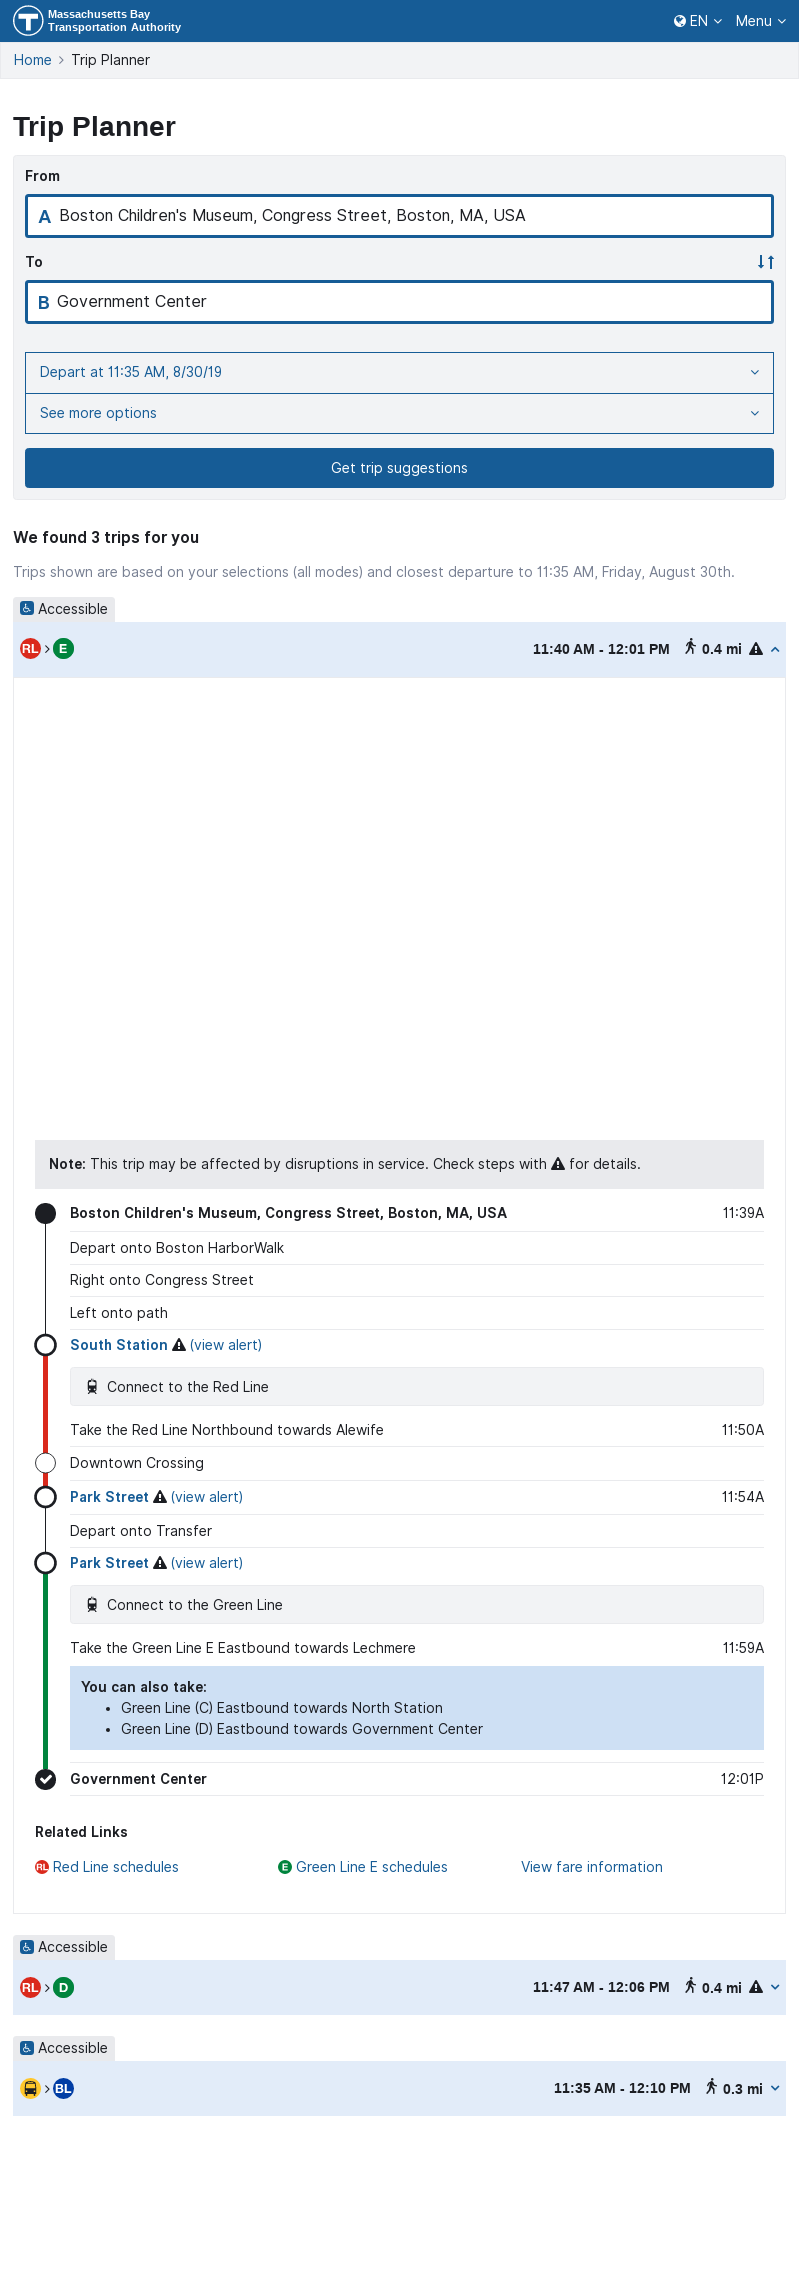 Massachusetts Bay
Transportation Authority
EN Menu
Home > Trip Planner
Trip Planner
From
A Boston Children's Museum, Congress Street, Boston, MA, USA
To
B Government Center
Depart at 11:35 AM, 8/30/19
See more options
Get trip suggestions
We found 3 trips for you
Trips shown are based on your selections (all modes) and closest departure to 11:35 AM, Friday, August 30th.
Accessible
RL > E 11:40 AM - 12:01 PM 0.4 mi
Note: This trip may be affected by disruptions in service. Check steps with for details.
Boston Children's Museum, Congress Street, Boston, MA, USA 11:39A
Depart onto Boston HarborWalk
Right onto Congress Street
Left onto path
South Station (view alert)
Connect to the Red Line
Take the Red Line Northbound towards Alewife 11:50A
Downtown Crossing
Park Street (view alert) 11:54A
Depart onto Transfer
Park Street (view alert)
Connect to the Green Line
Take the Green Line E Eastbound towards Lechmere 11:59A
You can also take:
• Green Line (C) Eastbound towards North Station
• Green Line (D) Eastbound towards Government Center
Government Center 12:01P
Related Links
RL Red Line schedules E Green Line E schedules View fare information
Accessible
RL > D 11:47 AM - 12:06 PM 0.4 mi
Accessible
> BL 11:35 AM - 12:10 PM 0.3 mi